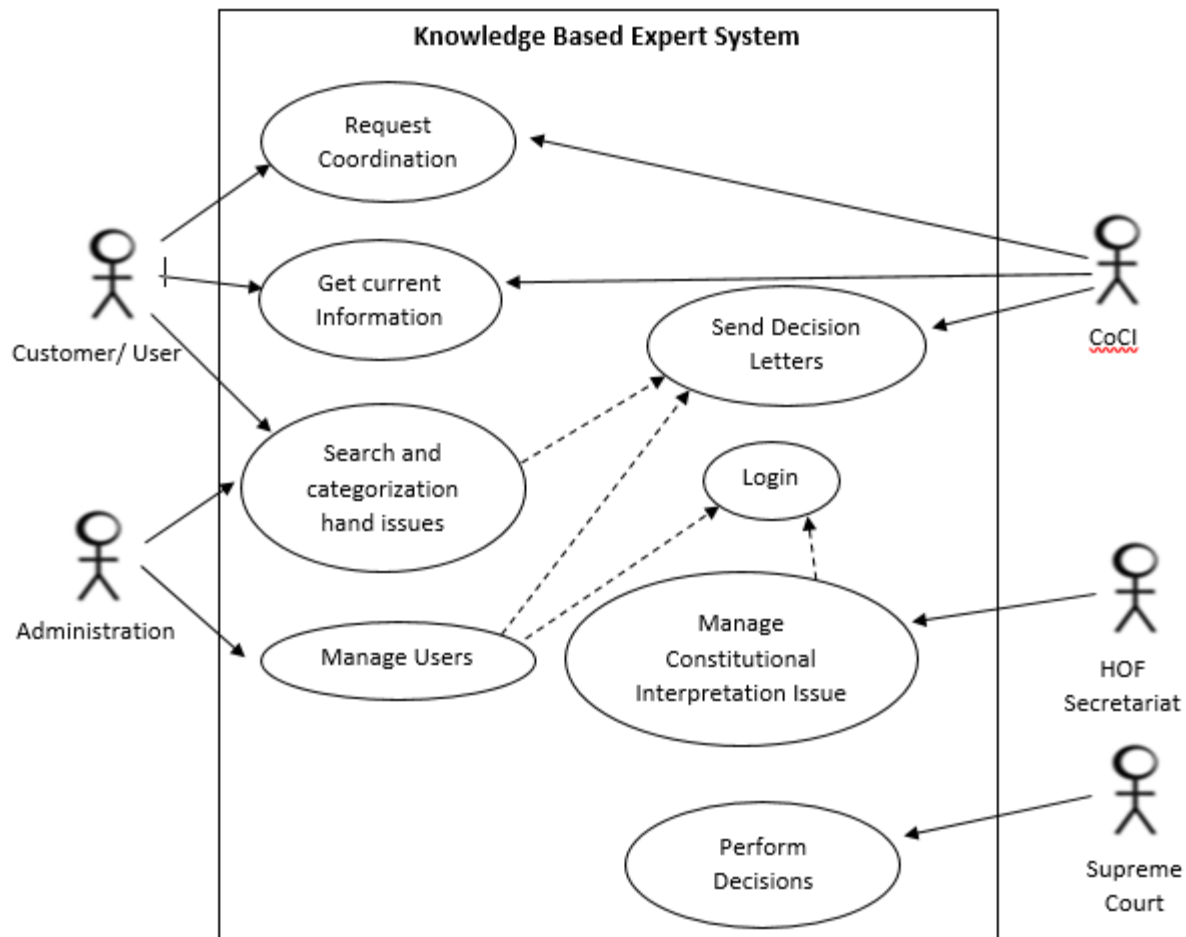 Knowledge Based Expert System
Request
Coordination
Get current
Information
Customer/ User
Send Decision
Letters
CoCI
Search and
categorization
hand issues
Login
Administration
Manage Users
Manage
Constitutional
Interpretation Issue
HOF
Secretariat
Perform
Decisions
Supreme
Court